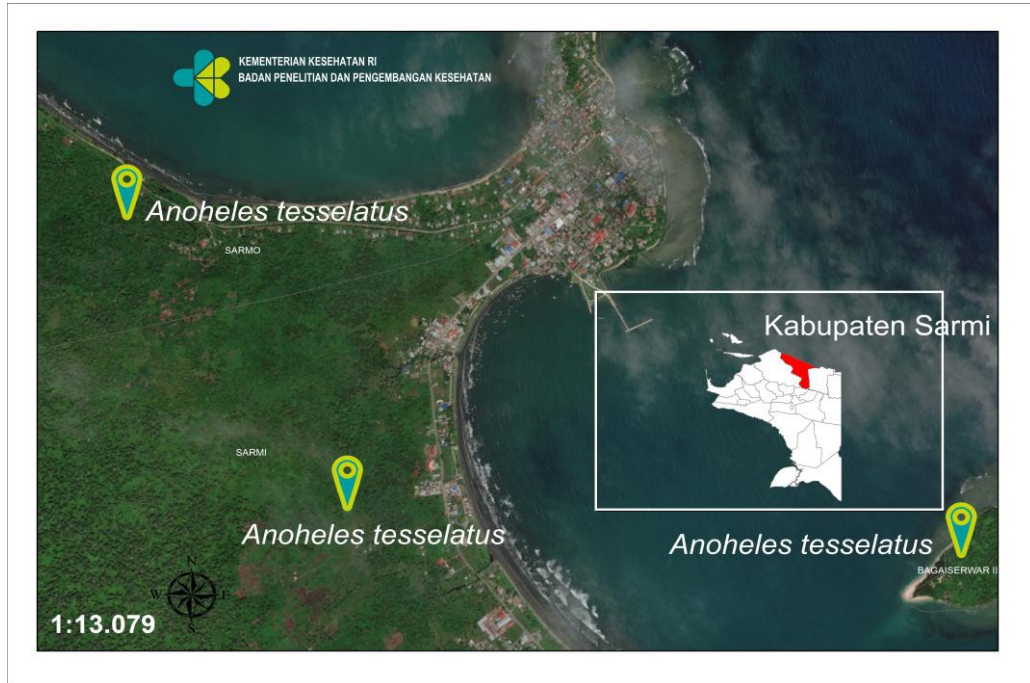 KEMENTERIAN KESEHATAN RI
BADAN PENELITIAN DAN PENGEMBANGAN KESEHATAN
Anoheles tesselatus
SARMO
Kabupaten Sarmi
SARMI
Anoheles tesselatus
Anoheles tesselatus
BAGAISERWAR II
N
W
E
S
1:13.079